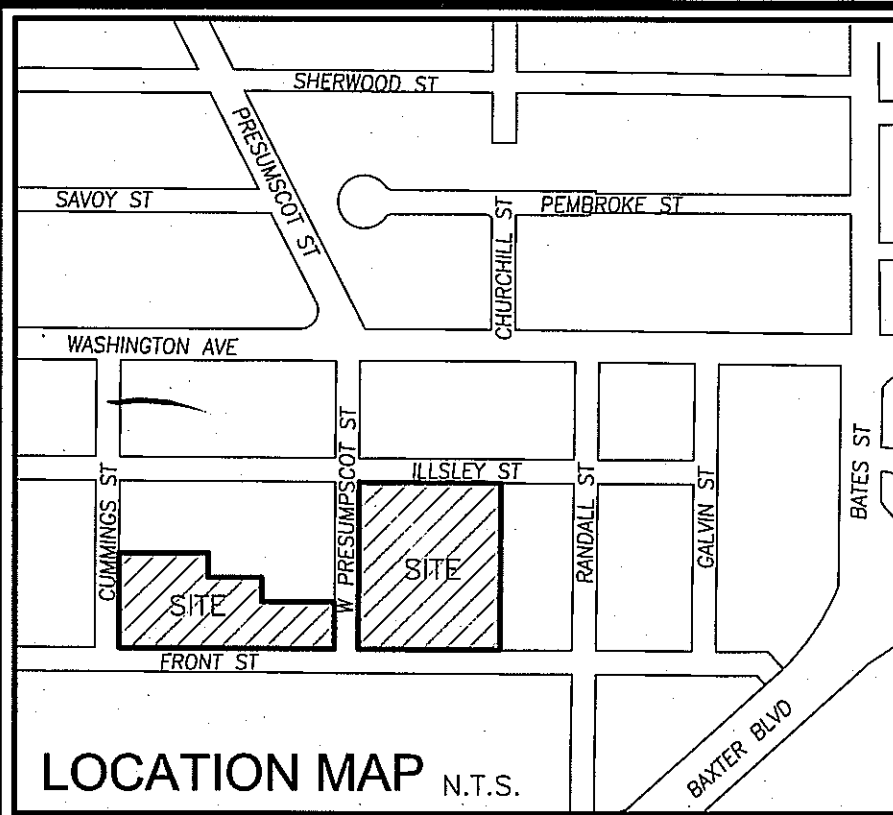 SHERWOOD ST
PRESUMSCOT ST
SAVOY ST
PEMBROKE ST
CHURCHILL ST
WASHINGTON AVE
W PRESUMPSCOT ST
ILLSLEY ST
CUMMINGS ST
RANDALL ST
GALVIN ST
BATES ST
SITE
SITE
FRONT ST
BAXTER BLVD
LOCATION MAP N.T.S.